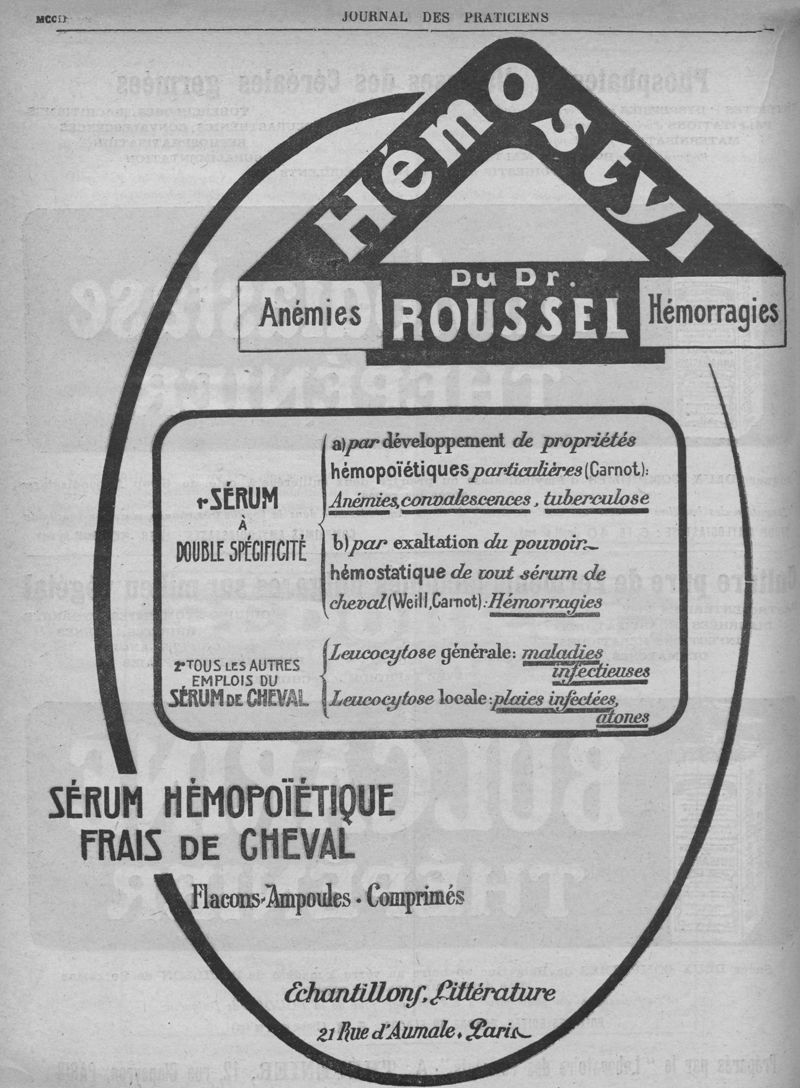 JOURNAL DES PRATICIENS
Hémostyl
Du Dr.
ROUSSEL
Anémies
Hémorragies
1º SÉRUM
À
DOUBLE SPÉCIFICITÉ
a) par développement de propriétés
hémopoïétiques particulières (Carnot):
Anémies, convalescences, tuberculose
b) par exaltation du pouvoir
hémostatique de tout sérum de
cheval (Weill, Carnot): Hémorragies
2º TOUS LES AUTRES
EMPLOIS DU
SÉRUM DE CHEVAL
Leucocytose générale: maladies
infectieuses
Leucocytose locale: plaies infectées,
atones
SÉRUM HÉMOPOÏÉTIQUE
FRAIS DE CHEVAL
Flacons-Ampoules - Comprimés
Echantillons, Littérature
21 Rue d'Aumale. Paris